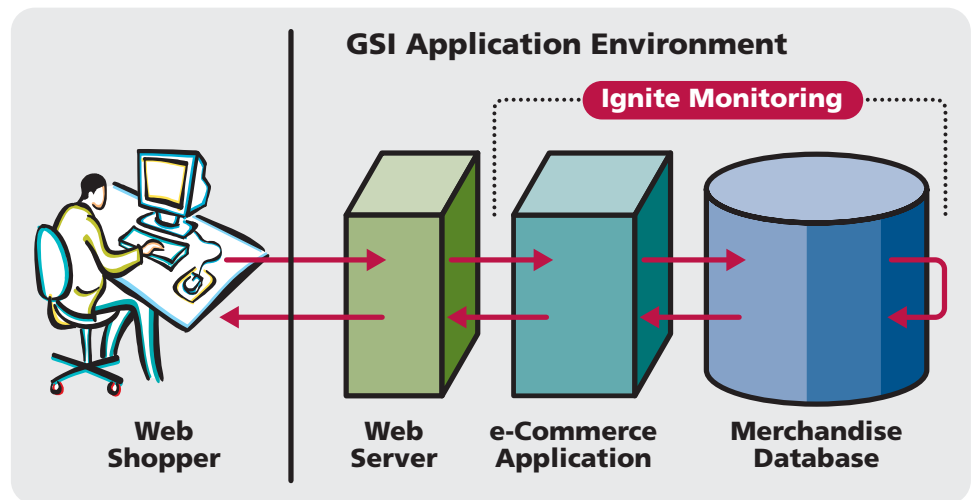 GSI Application Environment
Ignite Monitoring
Web
Shopper
Web
Server
e-Commerce
Application
Merchandise
Database